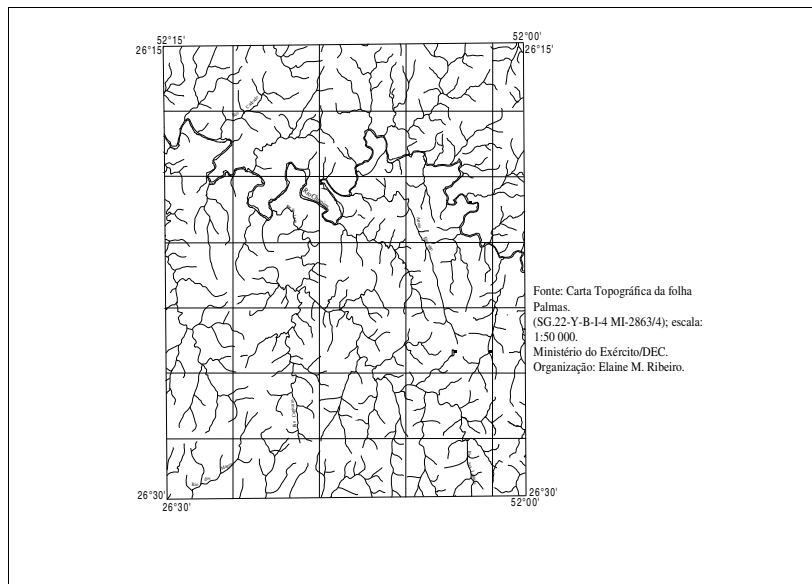 52°15'
26°15'
52°00'
26°15'
Fonte: Carta Topográfica da folha
Palmas.
(SG.22-Y-B-I-4 MI-2863/4); escala:
1:50 000.
Ministério do Exército/DEC.
Organização: Elaine M. Ribeiro.
26°30'
26°30'
26°30'
52°00'